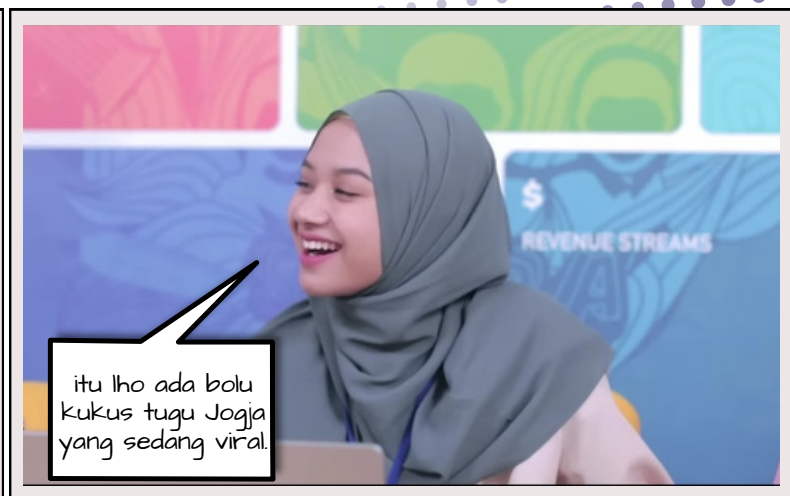 $
REVENUE STREAMS
itu lho ada bolu
kukus tugu Jogja
yang sedang viral.